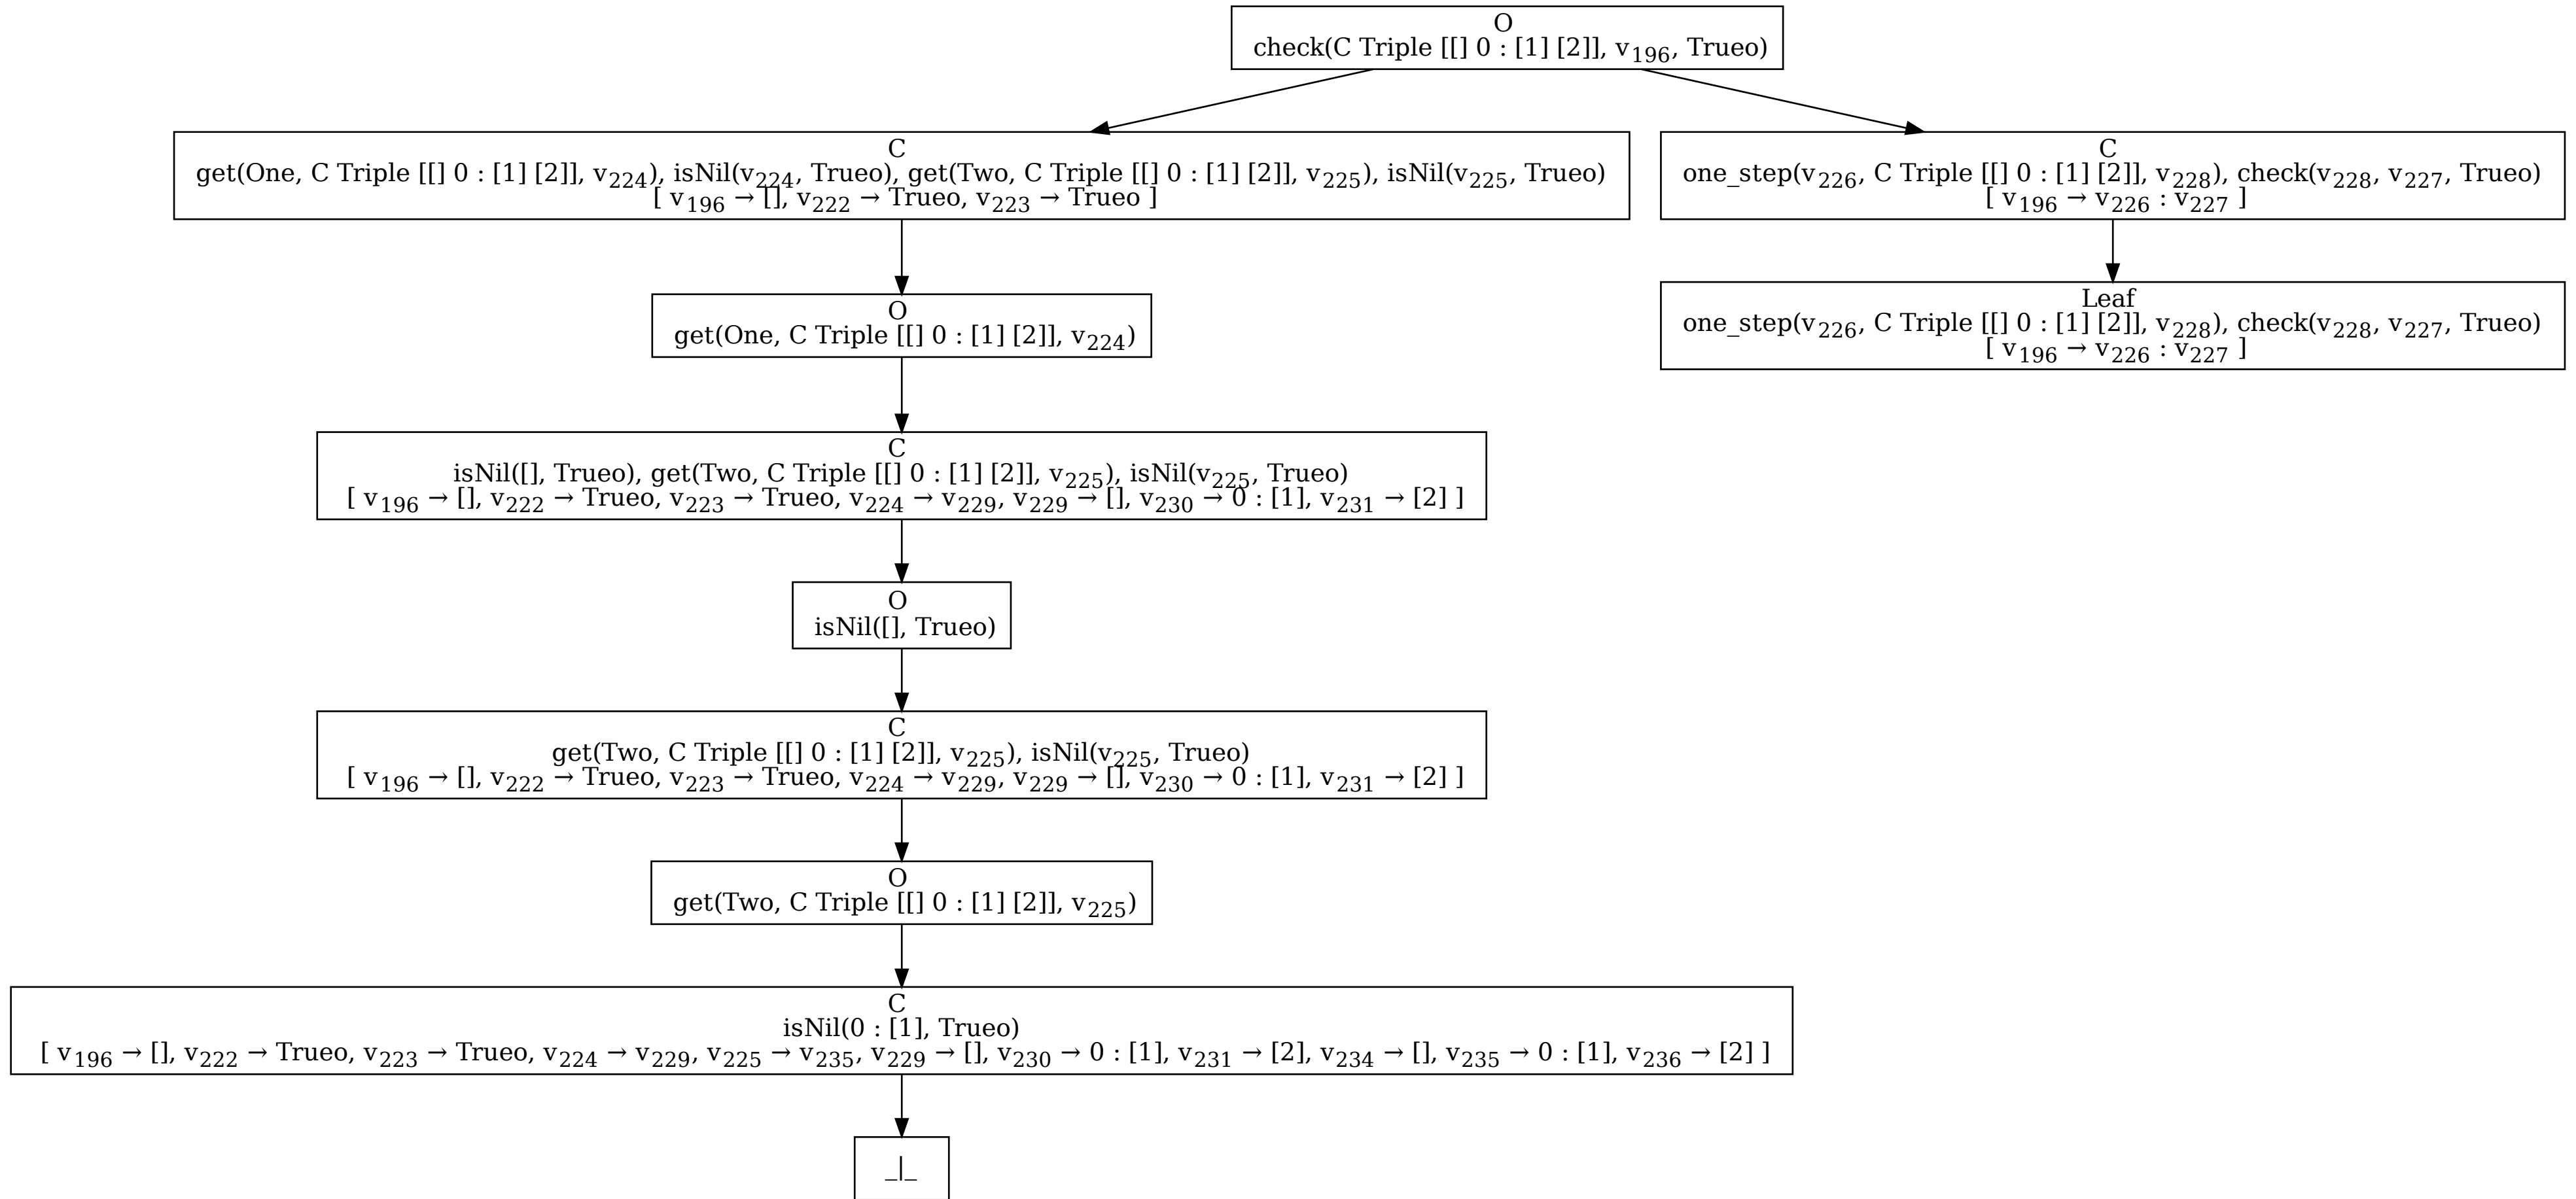 O
check(C Triple [[] 0 : [1] [2]], v196, Trueo)
C
get(One, C Triple [[] 0 : [1] [2]], v224), isNil(v224, Trueo), get(Two, C Triple [[] 0 : [1] [2]], v225), isNil(v225, Trueo)
[ v196 → [], v222 → Trueo, v223 → Trueo ]
C
one_step(v226, C Triple [[] 0 : [1] [2]], v228), check(v228, v227, Trueo)
[ v196 → v226 : v227 ]
O
get(One, C Triple [[] 0 : [1] [2]], v224)
Leaf
one_step(v226, C Triple [[] 0 : [1] [2]], v228), check(v228, v227, Trueo)
[ v196 → v226 : v227 ]
C
isNil([], Trueo), get(Two, C Triple [[] 0 : [1] [2]], v225), isNil(v225, Trueo)
[ v196 → [], v222 → Trueo, v223 → Trueo, v224 → v229, v229 → [], v230 → 0 : [1], v231 → [2] ]
O
isNil([], Trueo)
C
get(Two, C Triple [[] 0 : [1] [2]], v225), isNil(v225, Trueo)
[ v196 → [], v222 → Trueo, v223 → Trueo, v224 → v229, v229 → [], v230 → 0 : [1], v231 → [2] ]
O
get(Two, C Triple [[] 0 : [1] [2]], v225)
C
isNil(0 : [1], Trueo)
[ v196 → [], v222 → Trueo, v223 → Trueo, v224 → v229, v225 → v235, v229 → [], v230 → 0 : [1], v231 → [2], v234 → [], v235 → 0 : [1], v236 → [2] ]
_|_